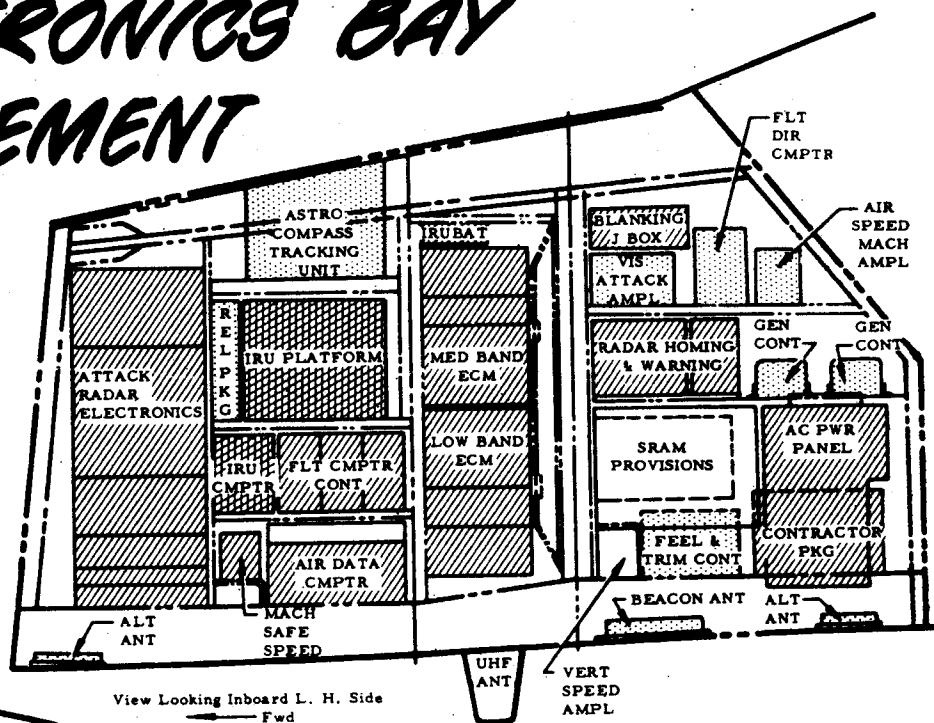 RONICS BAY
EMENT
FLT
DIR
CMPTR
AIR
SPEED
MACH
AMPL
ASTRO
COMPASS
TRACKING
UNIT
IRUBAT
BLANKING
J BOX
VIS
ATTACK
AMPL
REL PKG
IRU PLATFORM
MED BAND
ECM
RADAR HOMING
& WARNING
GEN
CONT
GEN
CONT
ATTACK
RADAR
ELECTRONICS
LOW BAND
ECM
SRAM
PROVISIONS
AC PWR
PANEL
IRU
CMPTR
FLT CMPTR
CONT
FEEL &
TRIM CONT
CONTRACTOR
PKG
AIR DATA
CMPTR
MACH
SAFE
SPEED
BEACON ANT
ALT
ANT
ALT
ANT
UHF
ANT
VERT
SPEED
AMPL
View Looking Inboard L. H. Side
Fwd